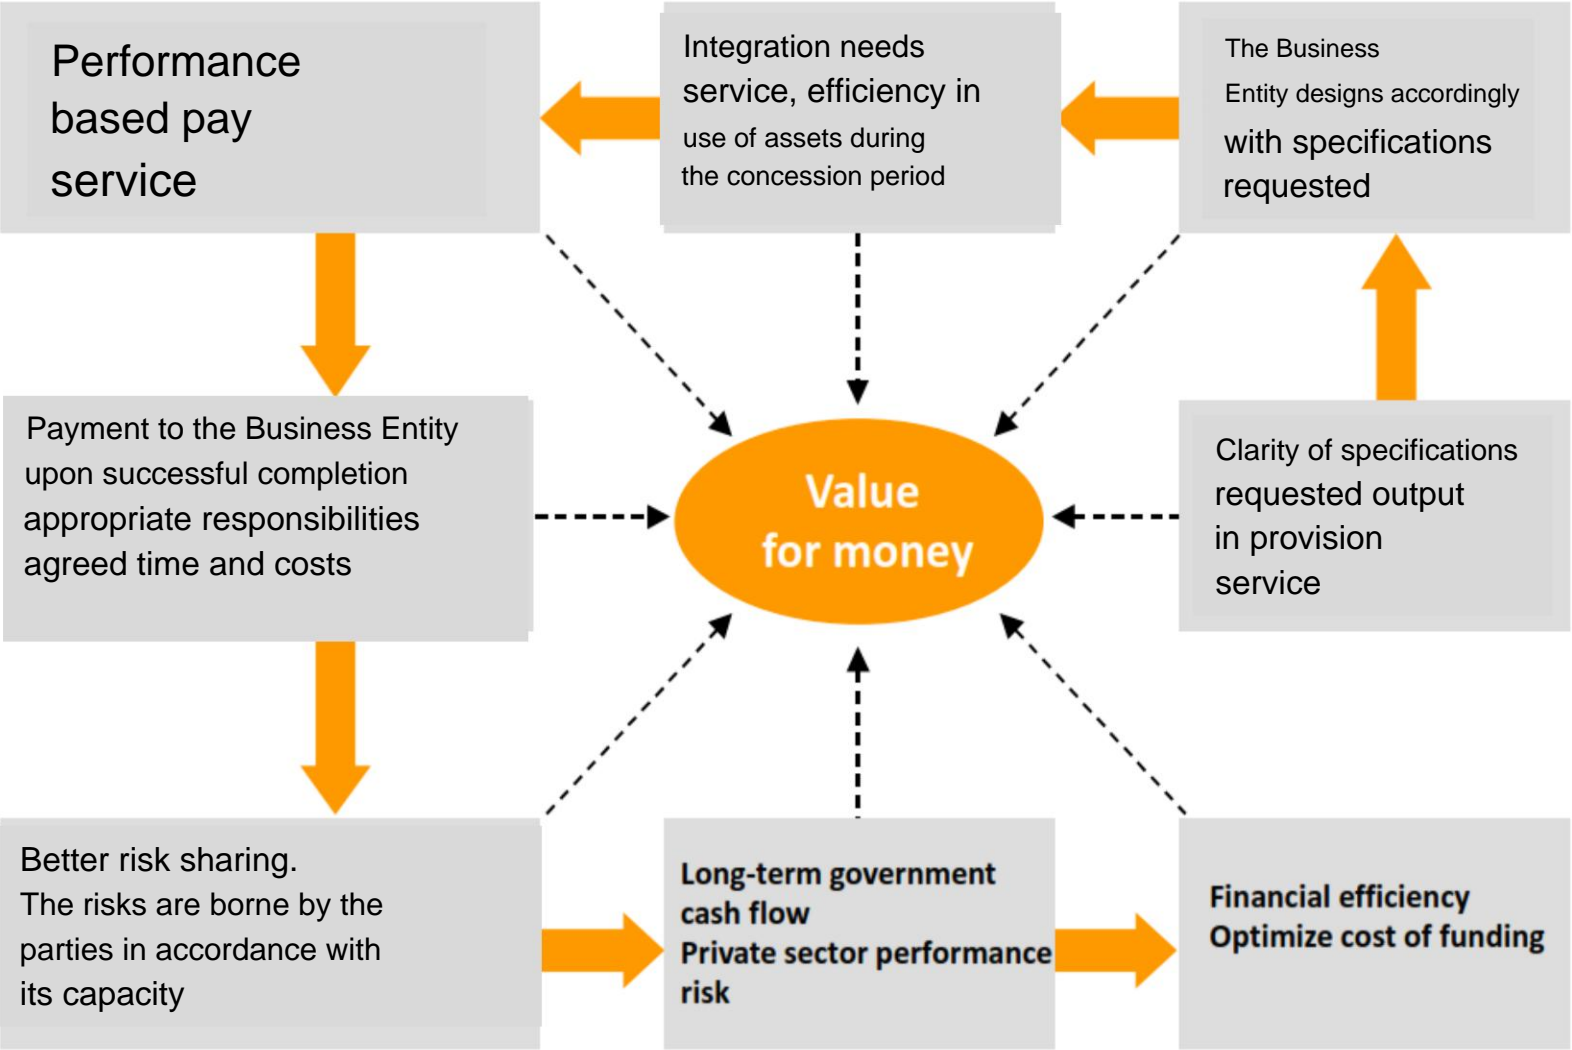 Performance
based pay
service
Integration needs
service, efficiency in
use of assets during
the concession period
The Business
Entity designs accordingly
with specifications
requested
Payment to the Business Entity
upon successful completion
appropriate responsibilities
agreed time and costs
Value
for money
Clarity of specifications
requested output
in provision
service
Better risk sharing.
The risks are borne by the
parties in accordance with
its capacity
Long-term government
cash flow
Private sector performance
risk
Financial efficiency
Optimize cost of funding